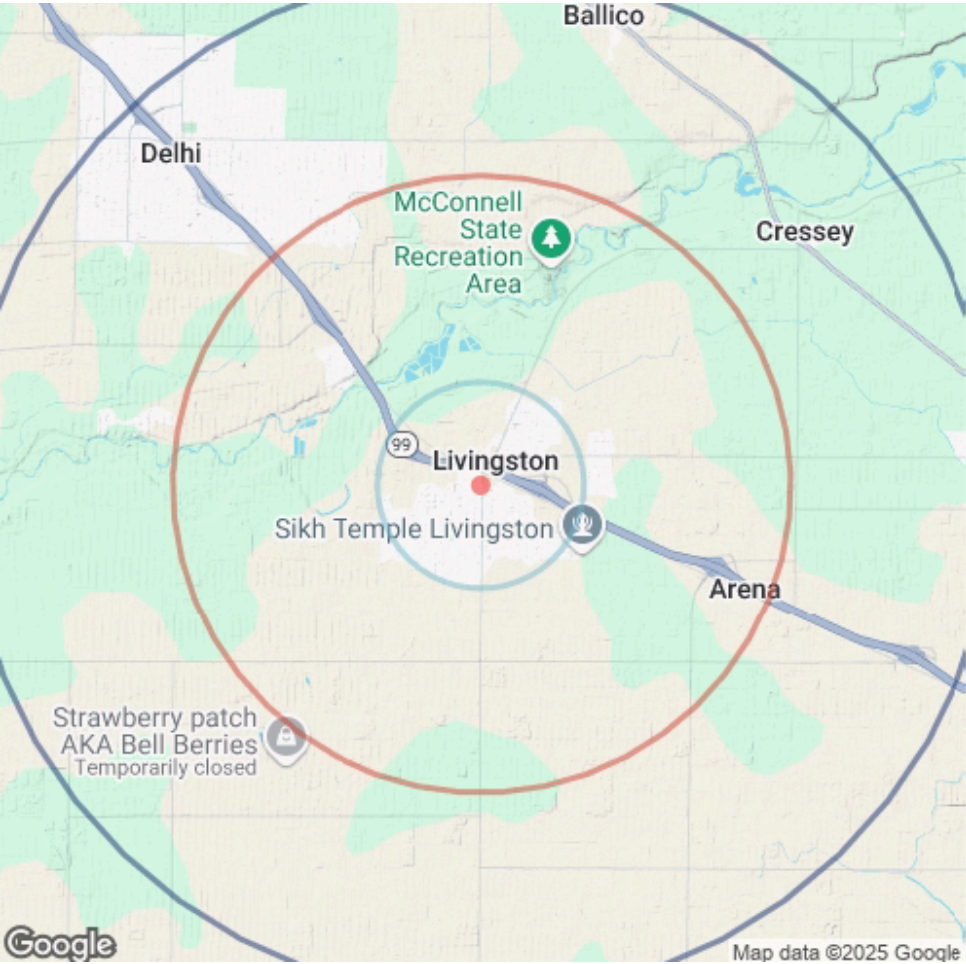 Ballico
Delhi
McConnell
State
Recreation
Area
Cressey
99
Livingston
Sikh Temple Livingston
Arena
Strawberry patch
AKA Bell Berries
Temporarily closed
Google
Map data ©2025 Google